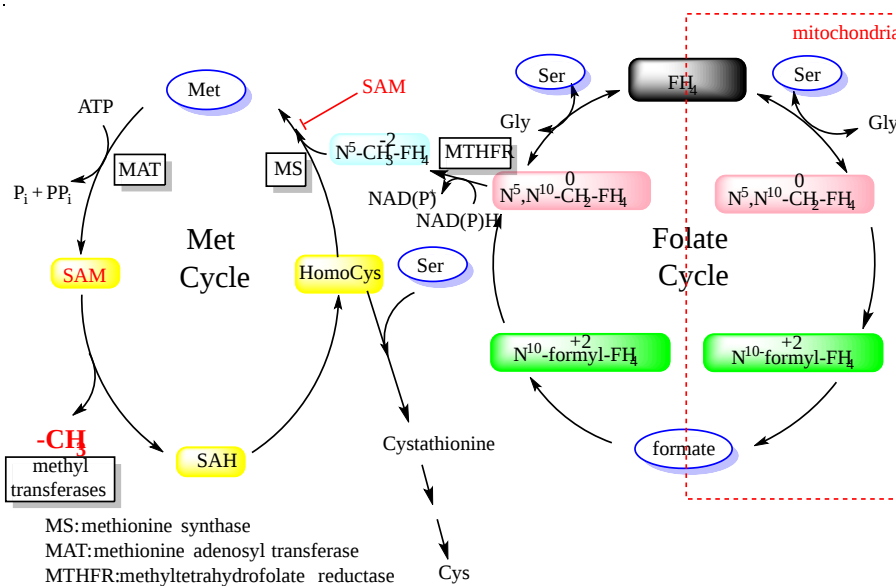 mitochondria
Ser
FH4
Ser
SAM
Met
ATP
Gly
Gly
-2
N5-CH3-FH4
MTHFR
MS
MAT
0
N5,N10-CH2-FH4
0
N5,N10-CH2-FH4
Pi + PPi
NAD(P)+
NAD(P)H
Met
Cycle
Folate
Cycle
SAM
HomoCys
Ser
+2
N10-formyl-FH4
+2
N10-formyl-FH4
-CH3
methyl
transferases
SAH
Cystathionine
formate
MS:methionine synthase
MAT:methionine adenosyl transferase
MTHFR:methyltetrahydrofolate reductase
Cys